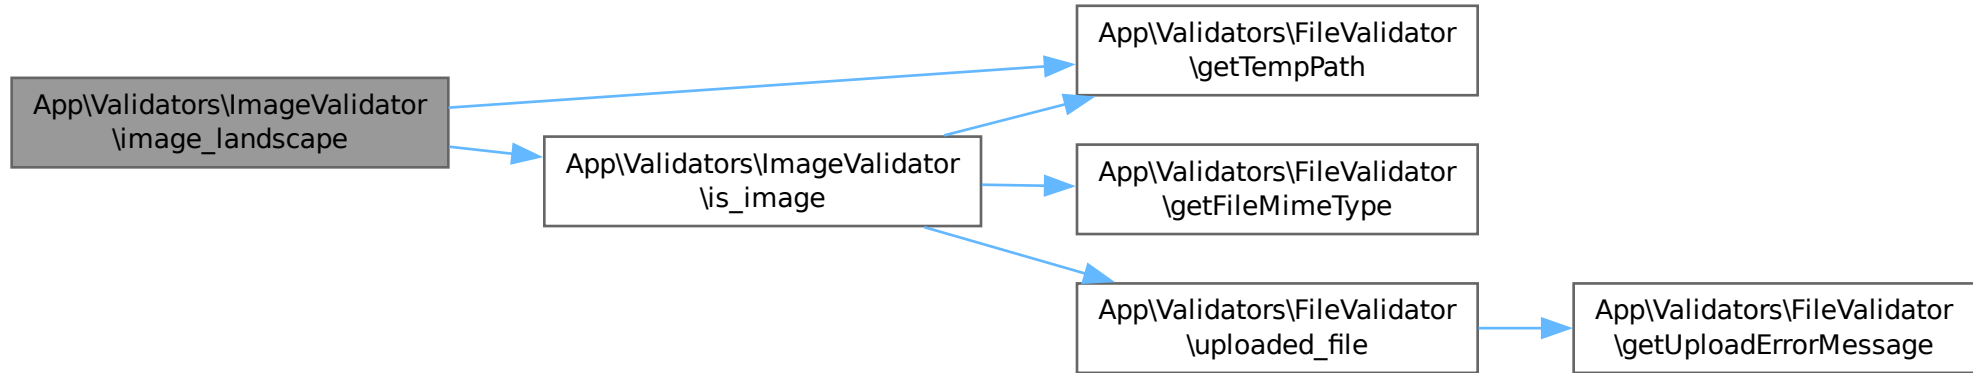 App\Validators\ImageValidator
\image_landscape
App\Validators\ImageValidator
\is_image
App\Validators\FileValidator
\getTempPath
App\Validators\FileValidator
\getFileMimeType
App\Validators\FileValidator
\uploaded_file
App\Validators\FileValidator
\getUploadErrorMessage